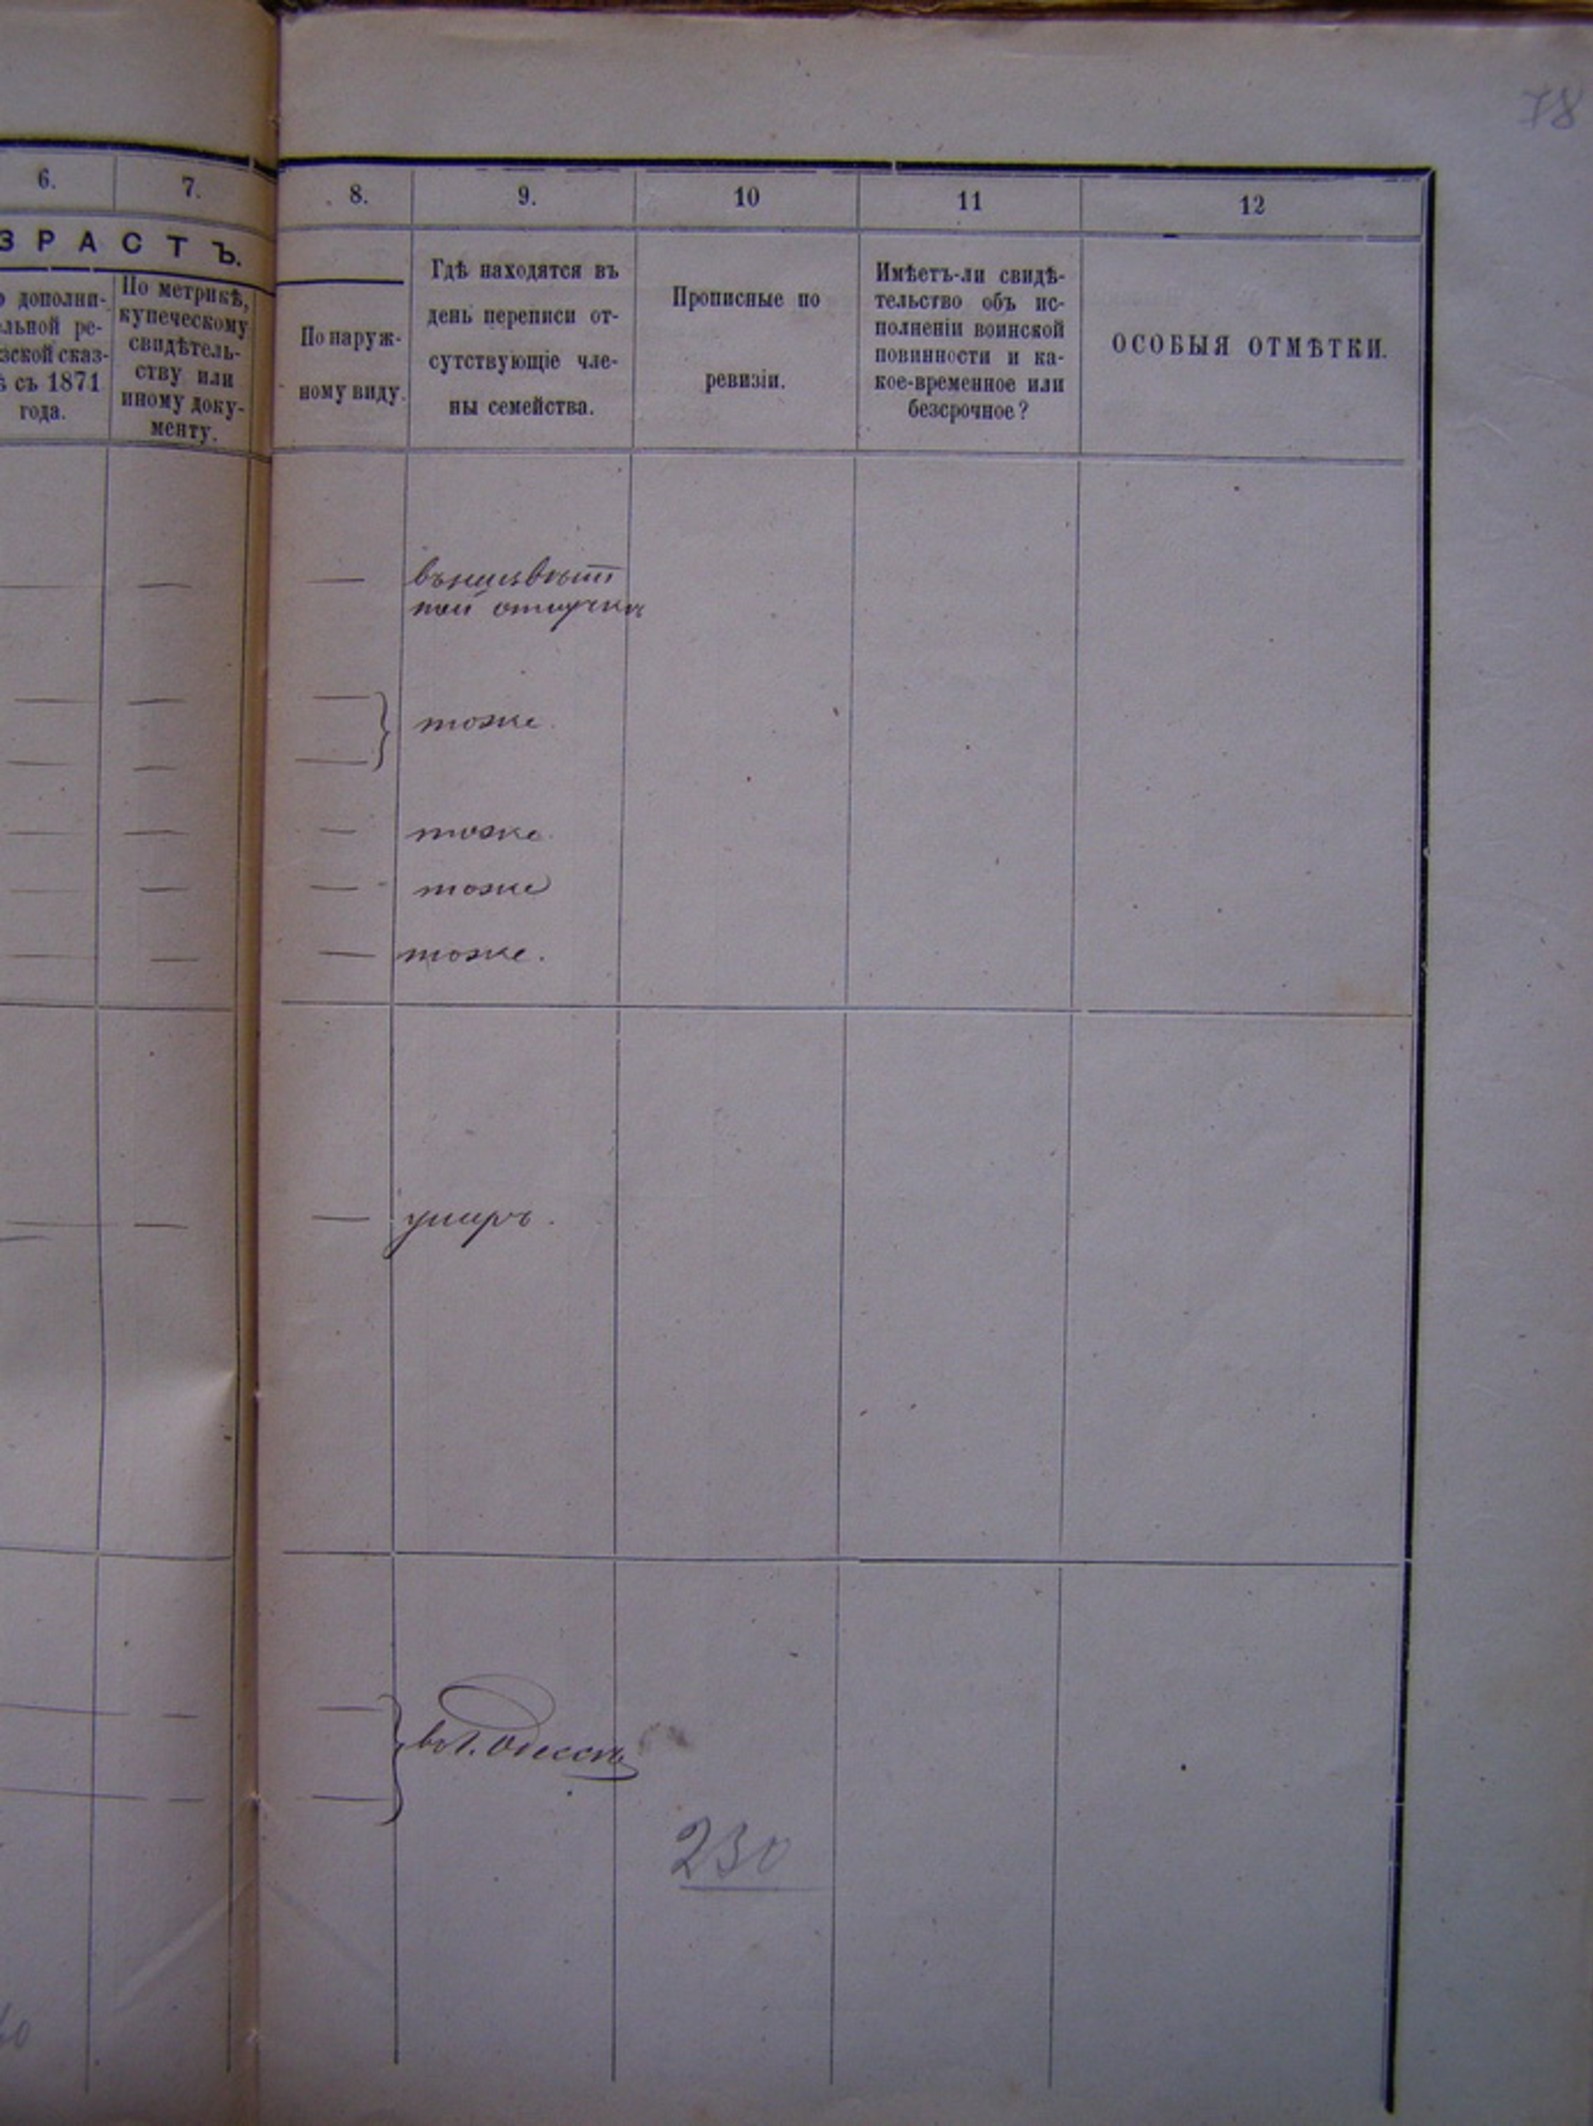 78
6.
7.
8.
9.
10
11
12
ЗРАСТЪ.
дополни-
льной ре-
зской сказ-
ѣ съ 1871
года.
По метрикѣ,
купеческому
свидѣтель-
ству или
иному доку-
менту.
По наруж-
ному виду.
Гдѣ находятся въ
день переписи от-
сутствующіе чле-
ны семейства.
Прописные по
ревизіи.
Имѣетъ-ли свидѣ-
тельство объ ис-
полненіи воинской
повинности и ка-
кое-временное или
безсрочное?
ОСОБЫЯ ОТМѢТКИ.
въ неизвѣст
ной отлучкѣ
тоже.
тоже.
тоже
тоже.
умеръ.
в г. Одессѣ
230